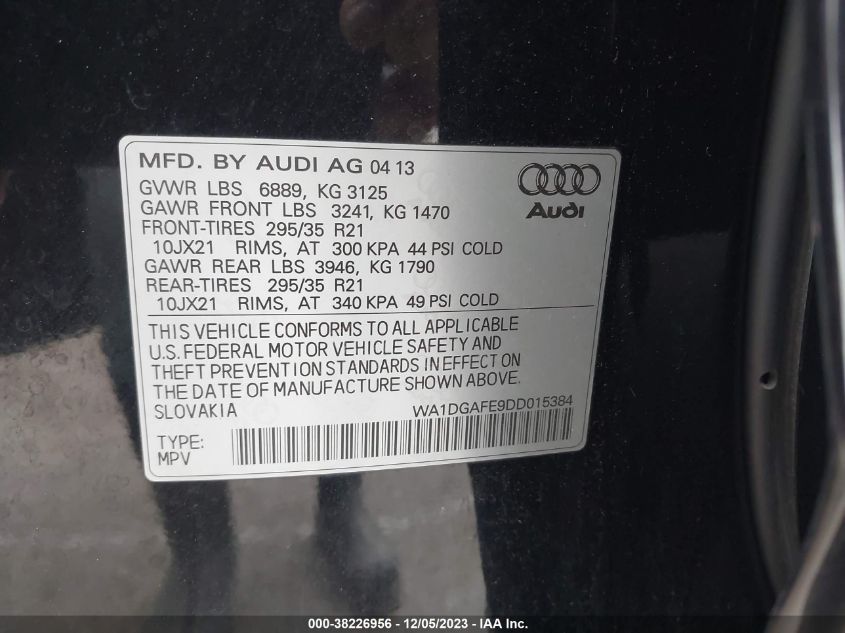 MFD. BY AUDI AG 04 13
Audi
GVWR LBS 6889, KG 3125
GAWR FRONT LBS 3241, KG 1470
FRONT-TIRES 295/35 R21
10JX21 RIMS, AT 300 KPA 44 PSI COLD
GAWR REAR LBS 3946, KG 1790
REAR-TIRES 295/35 R21
10JX21 RIMS, AT 340 KPA 49 PSI COLD
THIS VEHICLE CONFORMS TO ALL APPLICABLE
U.S. FEDERAL MOTOR VEHICLE SAFETY AND
THEFT PREVENTION STANDARDS IN EFFECT ON
THE DATE OF MANUFACTURE SHOWN ABOVE.
SLOVAKIA WA1DGAFE9DD015384
TYPE:
MPV
000-38226956 - 12/05/2023 - IAA Inc.